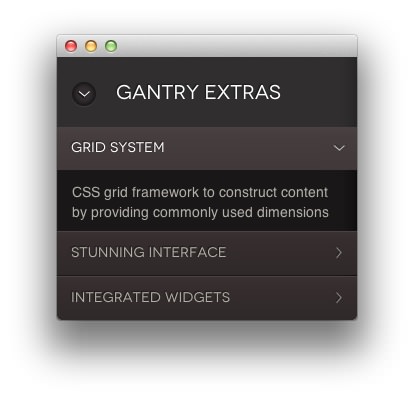 GANTRY EXTRAS
GRID SYSTEM
CSS grid framework to construct content
by providing commonly used dimensions
STUNNING INTERFACE
INTEGRATED WIDGETS